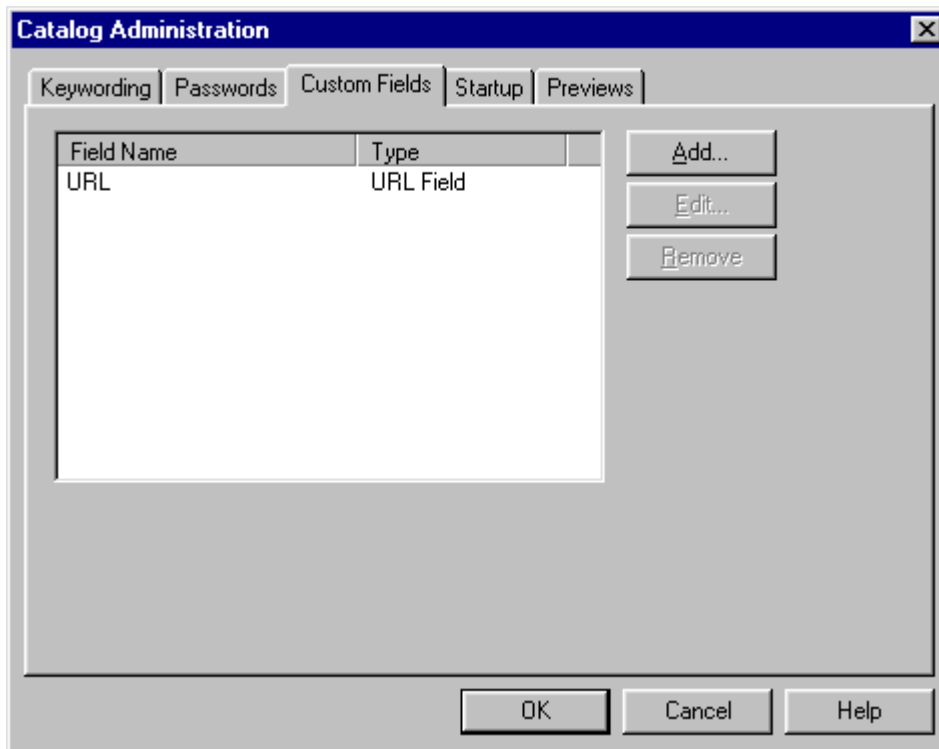 Catalog Administration
Keywording Passwords Custom Fields Startup Previews
Field Name Type
URL URL Field
Add...
Edit...
Remove
OK Cancel Help